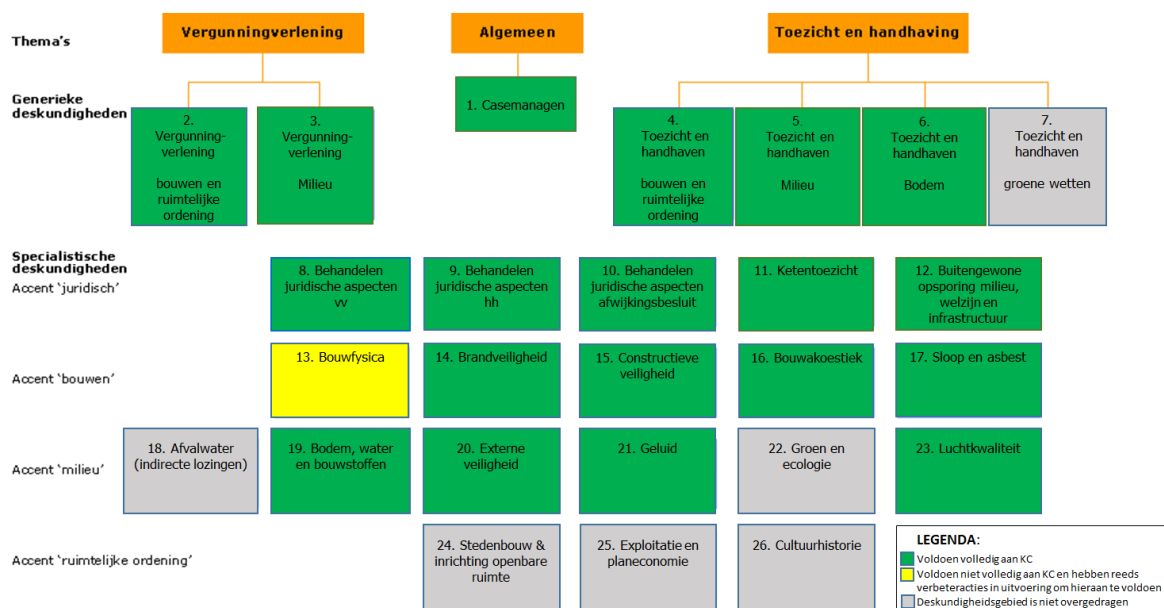 Thema's
Vergunningverlening
Algemeen
Toezicht en handhaving
Generieke
deskundigheden
1. Casemanagen
2.
Vergunning-
verlening
bouwen en
ruimtelijke
ordening
3.
Vergunning-
verlening
Milieu
4.
Toezicht en
handhaven
bouwen en
ruimtelijke
ordening
5.
Toezicht en
handhaven
Milieu
6.
Toezicht en
handhaven
Bodem
7.
Toezicht en
handhaven
groene wetten
Specialistische
deskundigheden
Accent 'juridisch'
8. Behandelen
juridische aspecten
vv
9. Behandelen
juridische aspecten
hh
10. Behandelen
juridische aspecten
afwijkingsbesluit
11. Ketentoezicht
12. Buitengewone
opsporing milieu,
welzijn en
infrastructuur
Accent 'bouwen'
13. Bouwfysica
14. Brandveiligheid
15. Constructieve
veiligheid
16. Bouwakoestiek
17. Sloop en asbest
Accent 'milieu'
18. Afvalwater
(indirecte lozingen)
19. Bodem, water
en bouwstoffen
20. Externe
veiligheid
21. Geluid
22. Groen en
ecologie
23. Luchtkwaliteit
Accent 'ruimtelijke ordening'
24. Stedenbouw &
inrichting openbare
ruimte
25. Exploitatie en
planeconomie
26. Cultuurhistorie
LEGENDA:
Voldoen volledig aan KC
Voldoen niet volledig aan KC en hebben reeds
verbeteracties in uitvoering om hieraan te voldoen
Deskundigheidsgebied is niet overgedragen